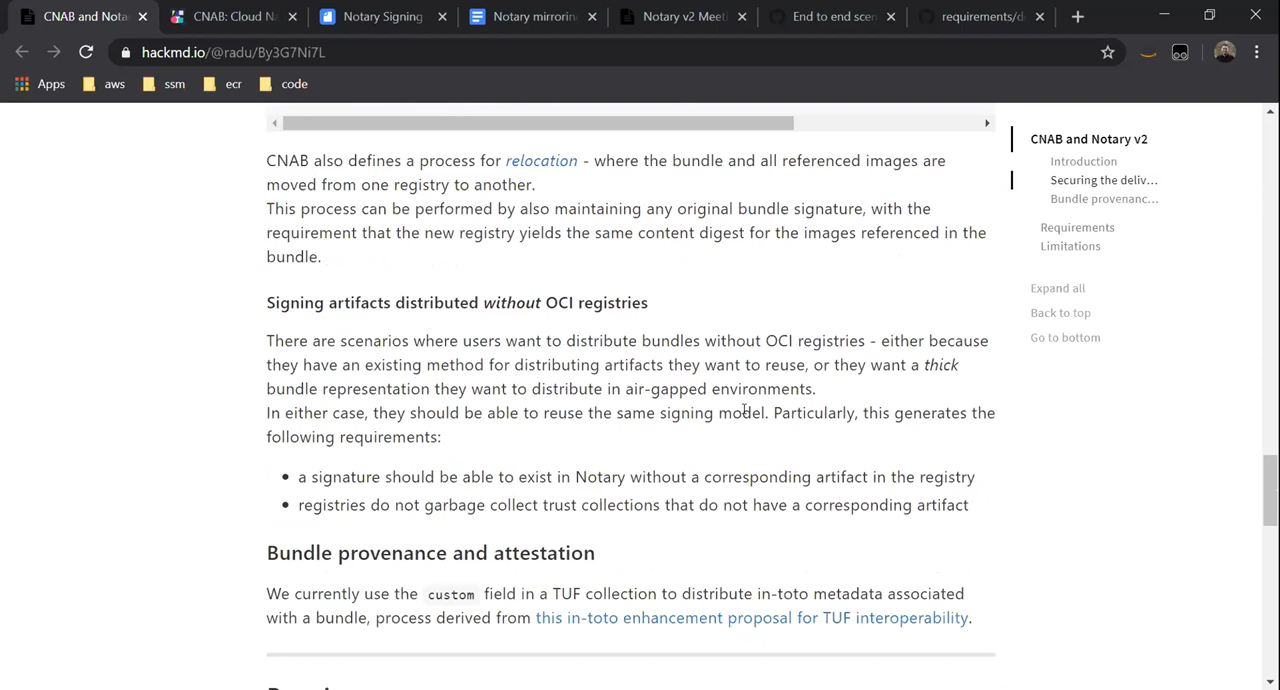 CNAB and Nota
CNAB: Cloud N
Notary Signing
Notary mirrorin
Notary v2 Meet
End to end scen
requirements/d
hackmd.io/@radu/By3G7Ni7L
Apps
aws
ssm
ecr
code
CNAB also defines a process for relocation - where the bundle and all referenced images are
moved from one registry to another.
This process can be performed by also maintaining any original bundle signature, with the
requirement that the new registry yields the same content digest for the images referenced in the
bundle.
Signing artifacts distributed without OCI registries
There are scenarios where users want to distribute bundles without OCI registries - either because
they have an existing method for distributing artifacts they want to reuse, or they want a thick
bundle representation they want to distribute in air-gapped environments.
In either case, they should be able to reuse the same signing model. Particularly, this generates the
following requirements:
• a signature should be able to exist in Notary without a corresponding artifact in the registry
• registries do not garbage collect trust collections that do not have a corresponding artifact
Bundle provenance and attestation
We currently use the custom field in a TUF collection to distribute in-toto metadata associated
with a bundle, process derived from this in-toto enhancement proposal for TUF interoperability.
CNAB and Notary v2
Introduction
Securing the deliv...
Bundle provenanc...
Requirements
Limitations
Expand all
Back to top
Go to bottom